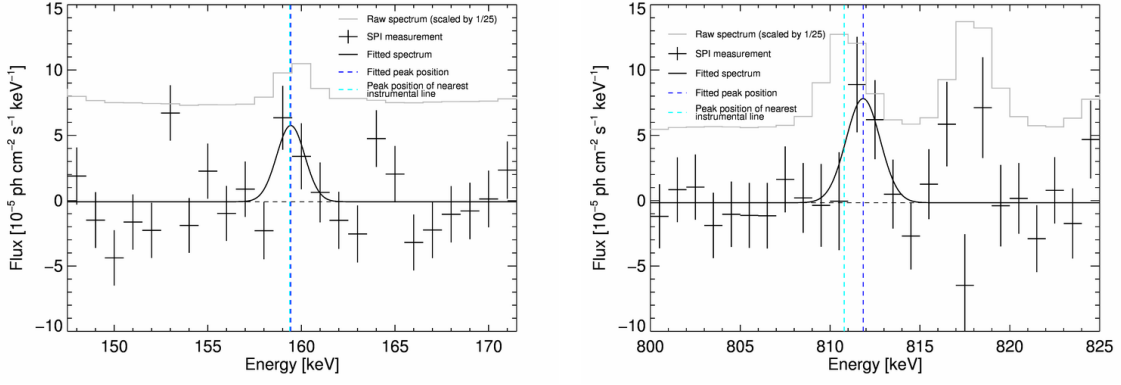 15
10
5
0
−5
−10
Flux [10⁻⁵ ph cm⁻² s⁻¹ keV⁻¹]
Raw spectrum (scaled by 1/25)
SPI measurement
Fitted spectrum
Fitted peak position
Peak position of nearest
instrumental line
150 155 160 165 170
Energy [keV]
15
10
5
0
−5
−10
Flux [10⁻⁵ ph cm⁻² s⁻¹ keV⁻¹]
Raw spectrum (scaled by 1/25)
SPI measurement
Fitted spectrum
Fitted peak position
Peak position of nearest
instrumental line
800 805 810 815 820 825
Energy [keV]